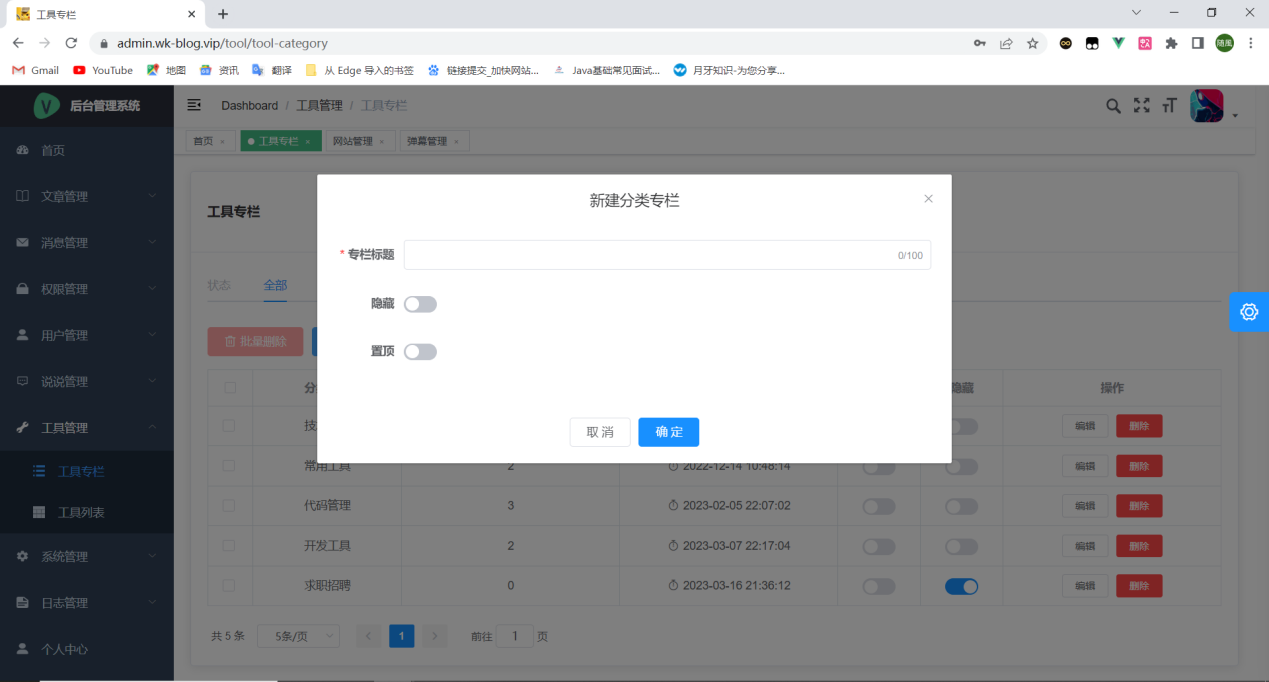 工具专栏
admin.wk-blog.vip/tool/tool-category
随風
Gmail YouTube 地图 资讯 翻译 从 Edge 导入的书签 链接提交_加快网站... Java基础常见面试... 月牙知识-为您分享...
后台管理系统
Dashboard / 工具管理 / 工具专栏
首页 × 工具专栏 × 网站管理 × 弹幕管理 ×
首页
文章管理
消息管理
权限管理
用户管理
说说管理
工具管理
工具专栏
工具列表
系统管理
日志管理
个人中心
工具专栏
状态 全部
批量删除
新建分类专栏
* 专栏标题 0/100
隐藏
置顶
取 消 确 定
分 隐藏 操作
技 编辑 删除
常用工具 2 2022-12-14 10:48:14 编辑 删除
代码管理 3 2023-02-05 22:07:02 编辑 删除
开发工具 2 2023-03-07 22:17:04 编辑 删除
求职招聘 0 2023-03-16 21:36:12 编辑 删除
共 5 条 5条/页 1 前往 1 页